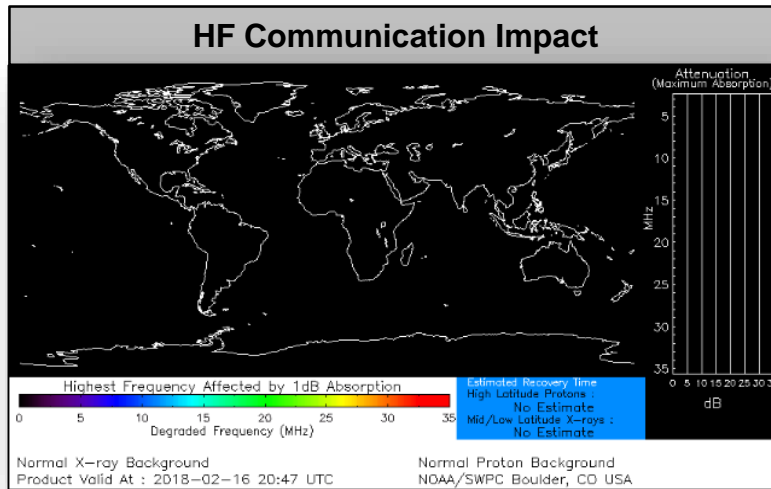 HF Communication Impact
Attenuation
(Maximum Absorption)
5
10
15
20
25
30
35
MHz
0 5 10 15 20 25 30 3
dB
Highest Frequency Affected by 1dB Absorption
0 5 10 15 20 25 30 35
Degraded Frequency (MHz)
Estimated Recovery Time
High Latitude Protons :
No Estimate
Mid/Low Latitude X-rays :
No Estimate
Normal X-ray Background
Normal Proton Background
Product Valid At : 2018-02-16 20:47 UTC
NOAA/SWPC Boulder, CO USA